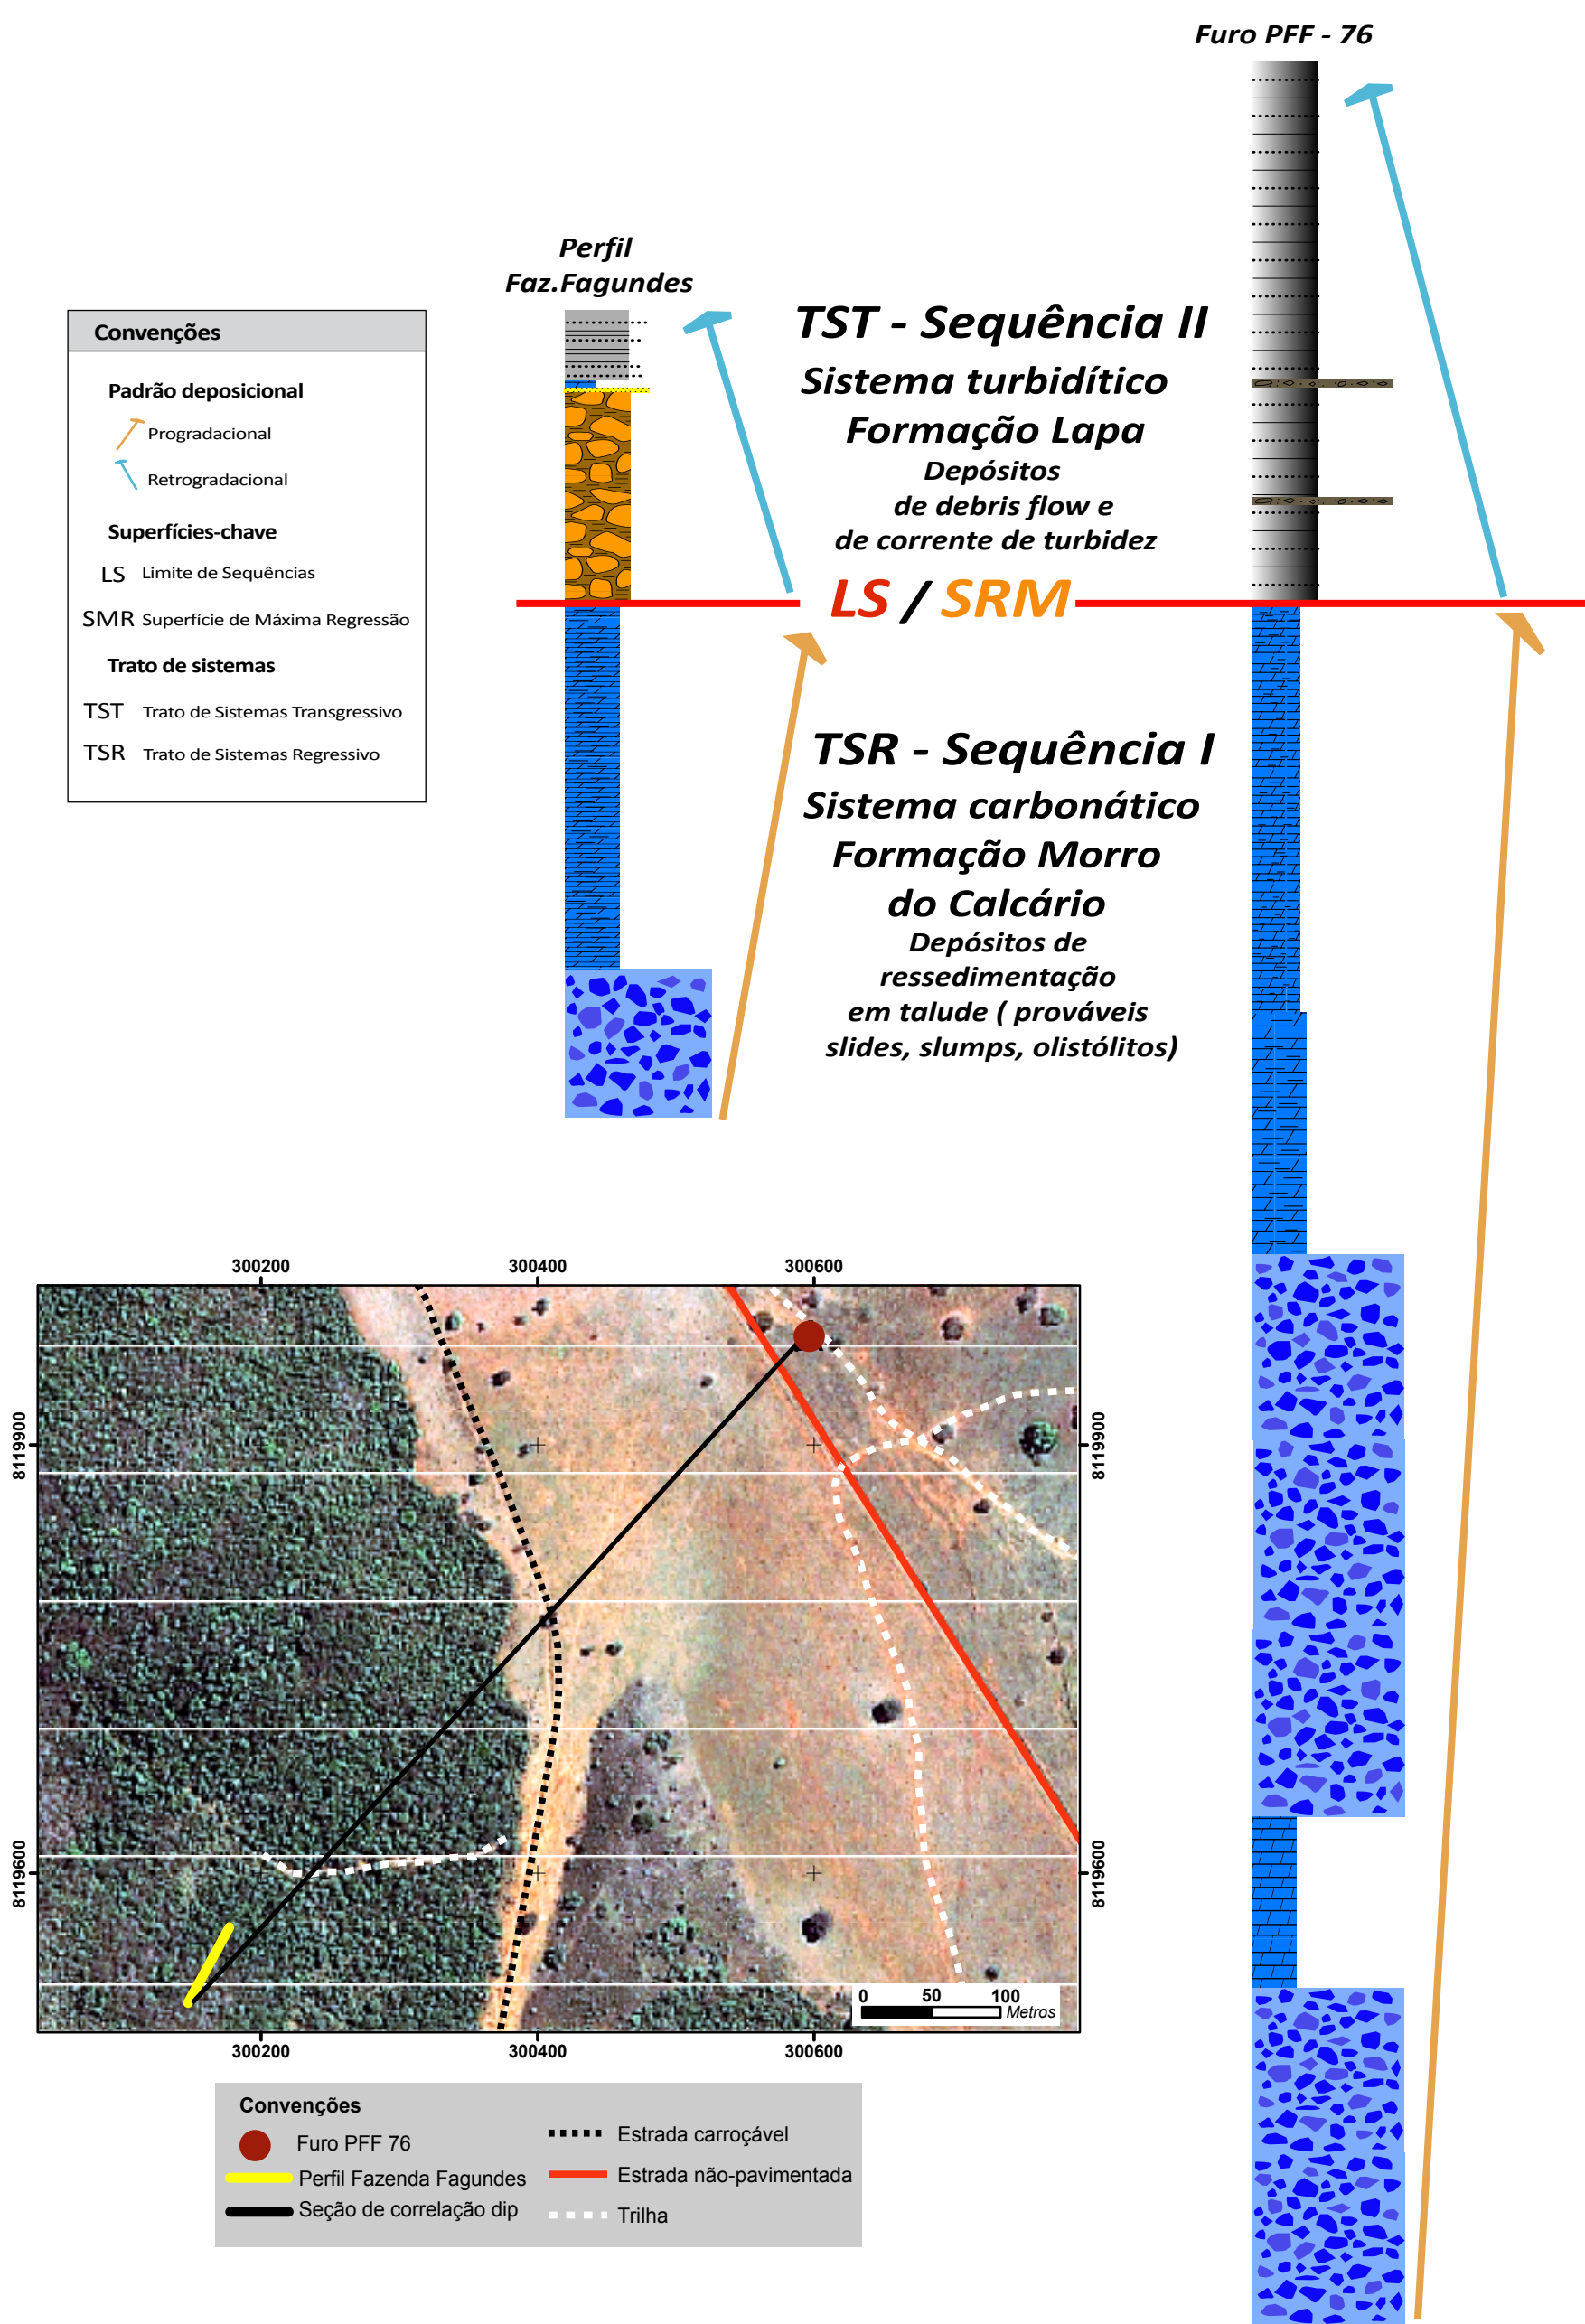 Furo PFF - 76
Perfil
Faz.Fagundes
Convenções
Padrão deposicional
Progradacional
Retrogradacional
Superfícies-chave
LS Limite de Sequências
SMR Superfície de Máxima Regressão
Trato de sistemas
TST Trato de Sistemas Transgressivo
TSR Trato de Sistemas Regressivo
TST - Sequência II
Sistema turbidítico
Formação Lapa
Depósitos
de debris flow e
de corrente de turbidez
LS / SRM
TSR - Sequência I
Sistema carbonático
Formação Morro
do Calcário
Depósitos de
ressedimentação
em talude ( prováveis
slides, slumps, olistólitos)
300200 300400 300600
8119900 8119900
8119600 8119600
0 50 100
Metros
300200 300400 300600
Convenções
Furo PFF 76
Perfil Fazenda Fagundes
Seção de correlação dip
Estrada carroçável
Estrada não-pavimentada
Trilha